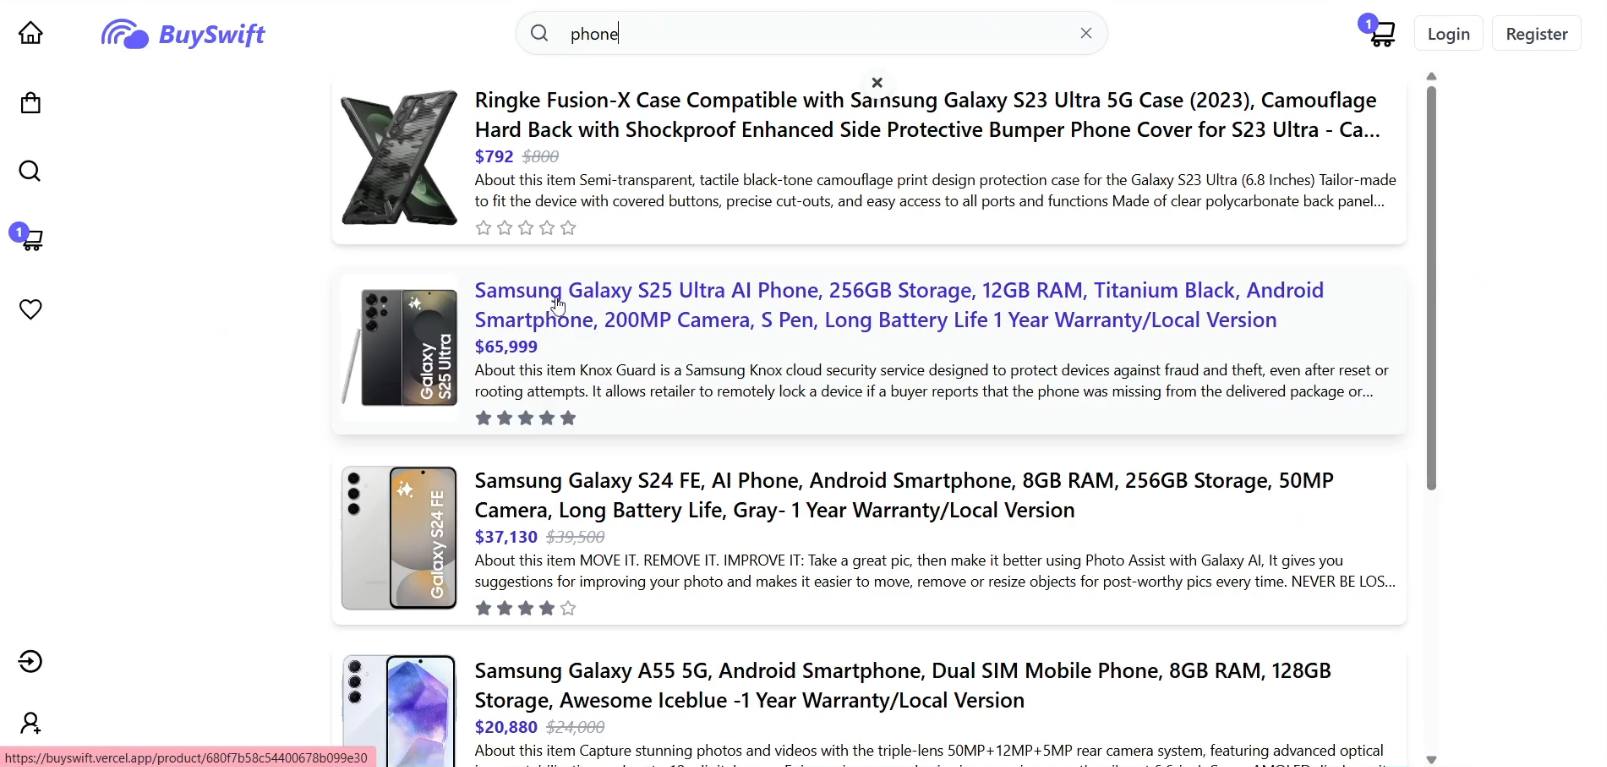 BuySwift
phone
1
Login
Register
1
Ringke Fusion-X Case Compatible with Samsung Galaxy S23 Ultra 5G Case (2023), Camouflage
Hard Back with Shockproof Enhanced Side Protective Bumper Phone Cover for S23 Ultra - Ca...
$792 $800
About this item Semi-transparent, tactile black-tone camouflage print design protection case for the Galaxy S23 Ultra (6.8 Inches) Tailor-made
to fit the device with covered buttons, precise cut-outs, and easy access to all ports and functions Made of clear polycarbonate back panel...
Galaxy
S25 Ultra
Samsung Galaxy S25 Ultra AI Phone, 256GB Storage, 12GB RAM, Titanium Black, Android
Smartphone, 200MP Camera, S Pen, Long Battery Life 1 Year Warranty/Local Version
$65,999
About this item Knox Guard is a Samsung Knox cloud security service designed to protect devices against fraud and theft, even after reset or
rooting attempts. It allows retailer to remotely lock a device if a buyer reports that the phone was missing from the delivered package or...
Galaxy S24 FE
Samsung Galaxy S24 FE, AI Phone, Android Smartphone, 8GB RAM, 256GB Storage, 50MP
Camera, Long Battery Life, Gray- 1 Year Warranty/Local Version
$37,130 $39,500
About this item MOVE IT. REMOVE IT. IMPROVE IT: Take a great pic, then make it better using Photo Assist with Galaxy AI, It gives you
suggestions for improving your photo and makes it easier to move, remove or resize objects for post-worthy pics every time. NEVER BE LOS...
Samsung Galaxy A55 5G, Android Smartphone, Dual SIM Mobile Phone, 8GB RAM, 128GB
Storage, Awesome Iceblue -1 Year Warranty/Local Version
$20,880 $24,000
About this item Capture stunning photos and videos with the triple-lens 50MP+12MP+5MP rear camera system, featuring advanced optical
https://buyswift.vercel.app/product/680f7b58c54400678b099e30